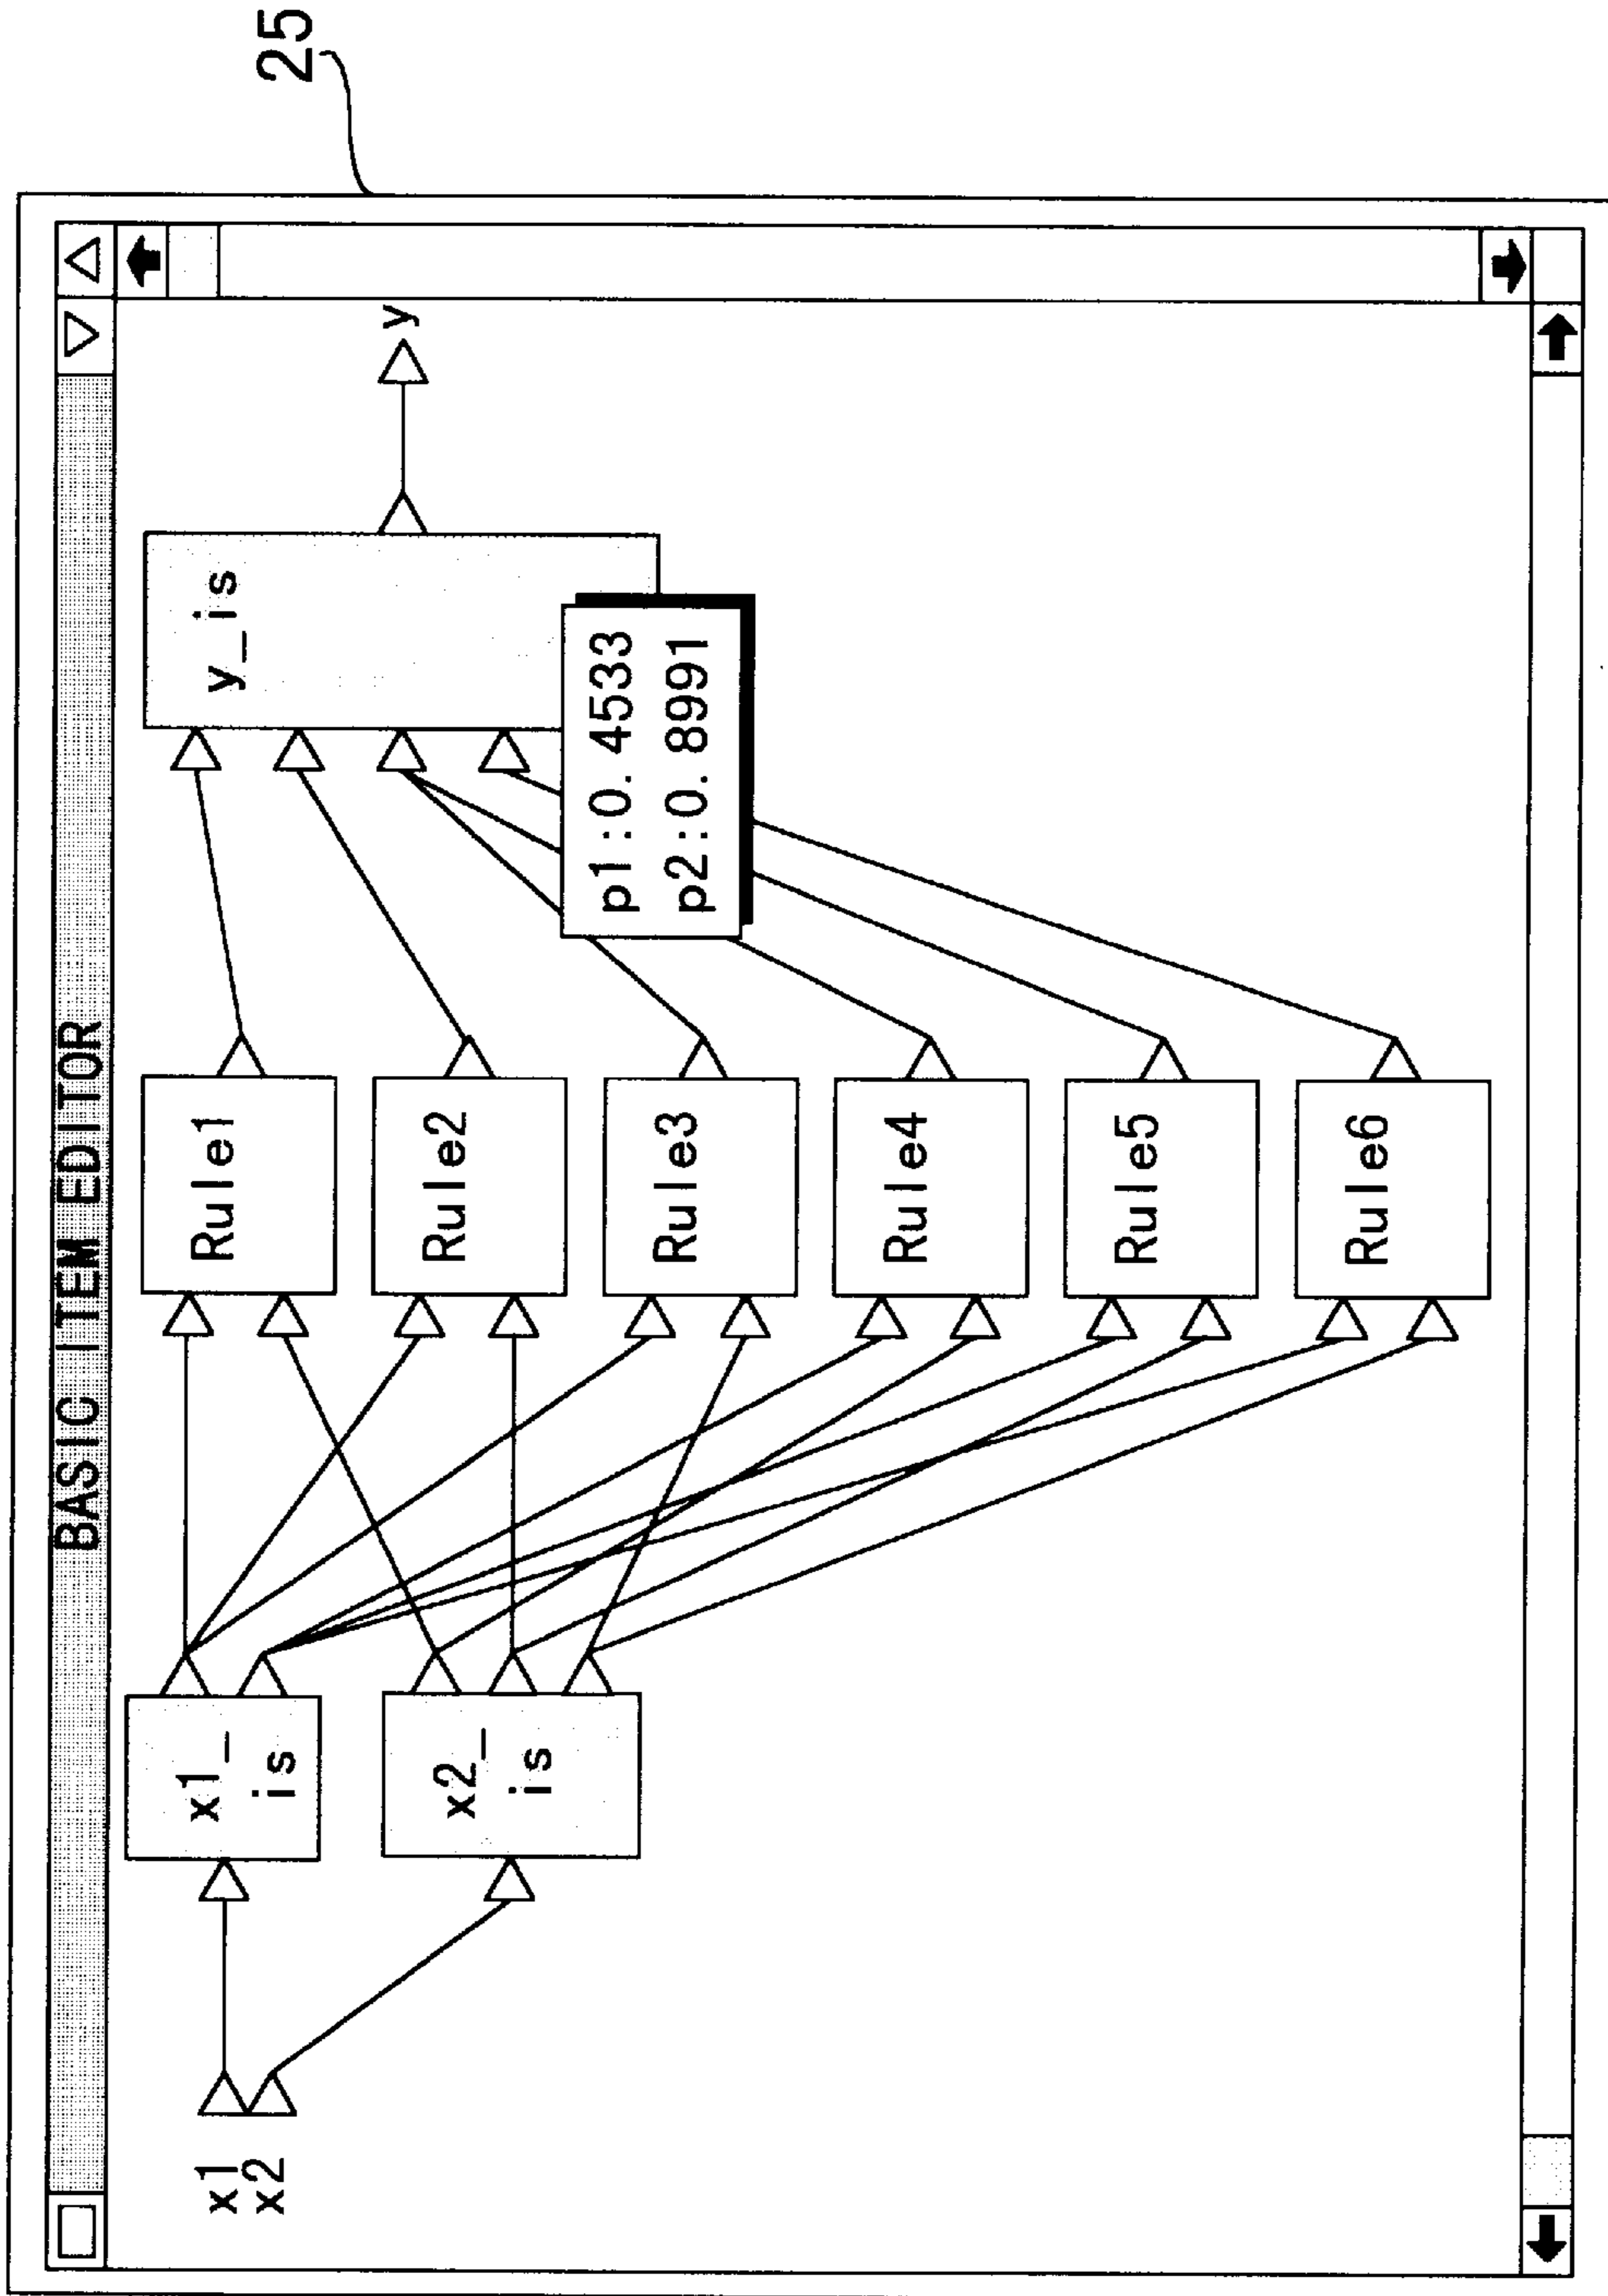 25
BASIC ITEM EDITOR
x1
x2
x1_
is
x2_
is
Rule1
Rule2
Rule3
Rule4
Rule5
Rule6
y_is
p1:0.4533
p2:0.8991
y